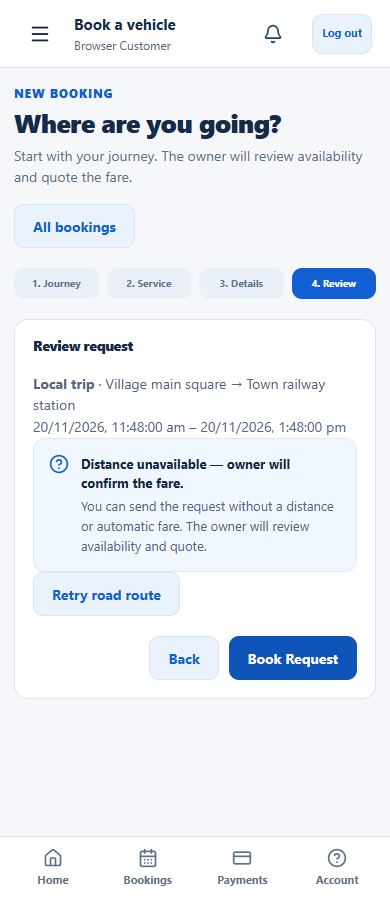 Book a vehicle
Browser Customer
Log out
NEW BOOKING
Where are you going?
Start with your journey. The owner will review availability
and quote the fare.
All bookings
1. Journey
2. Service
3. Details
4. Review
Review request
Local trip · Village main square → Town railway
station
20/11/2026, 11:48:00 am – 20/11/2026, 1:48:00 pm
Distance unavailable — owner will
confirm the fare.
You can send the request without a distance
or automatic fare. The owner will review
availability and quote.
Retry road route
Back
Book Request
Home
Bookings
Payments
Account